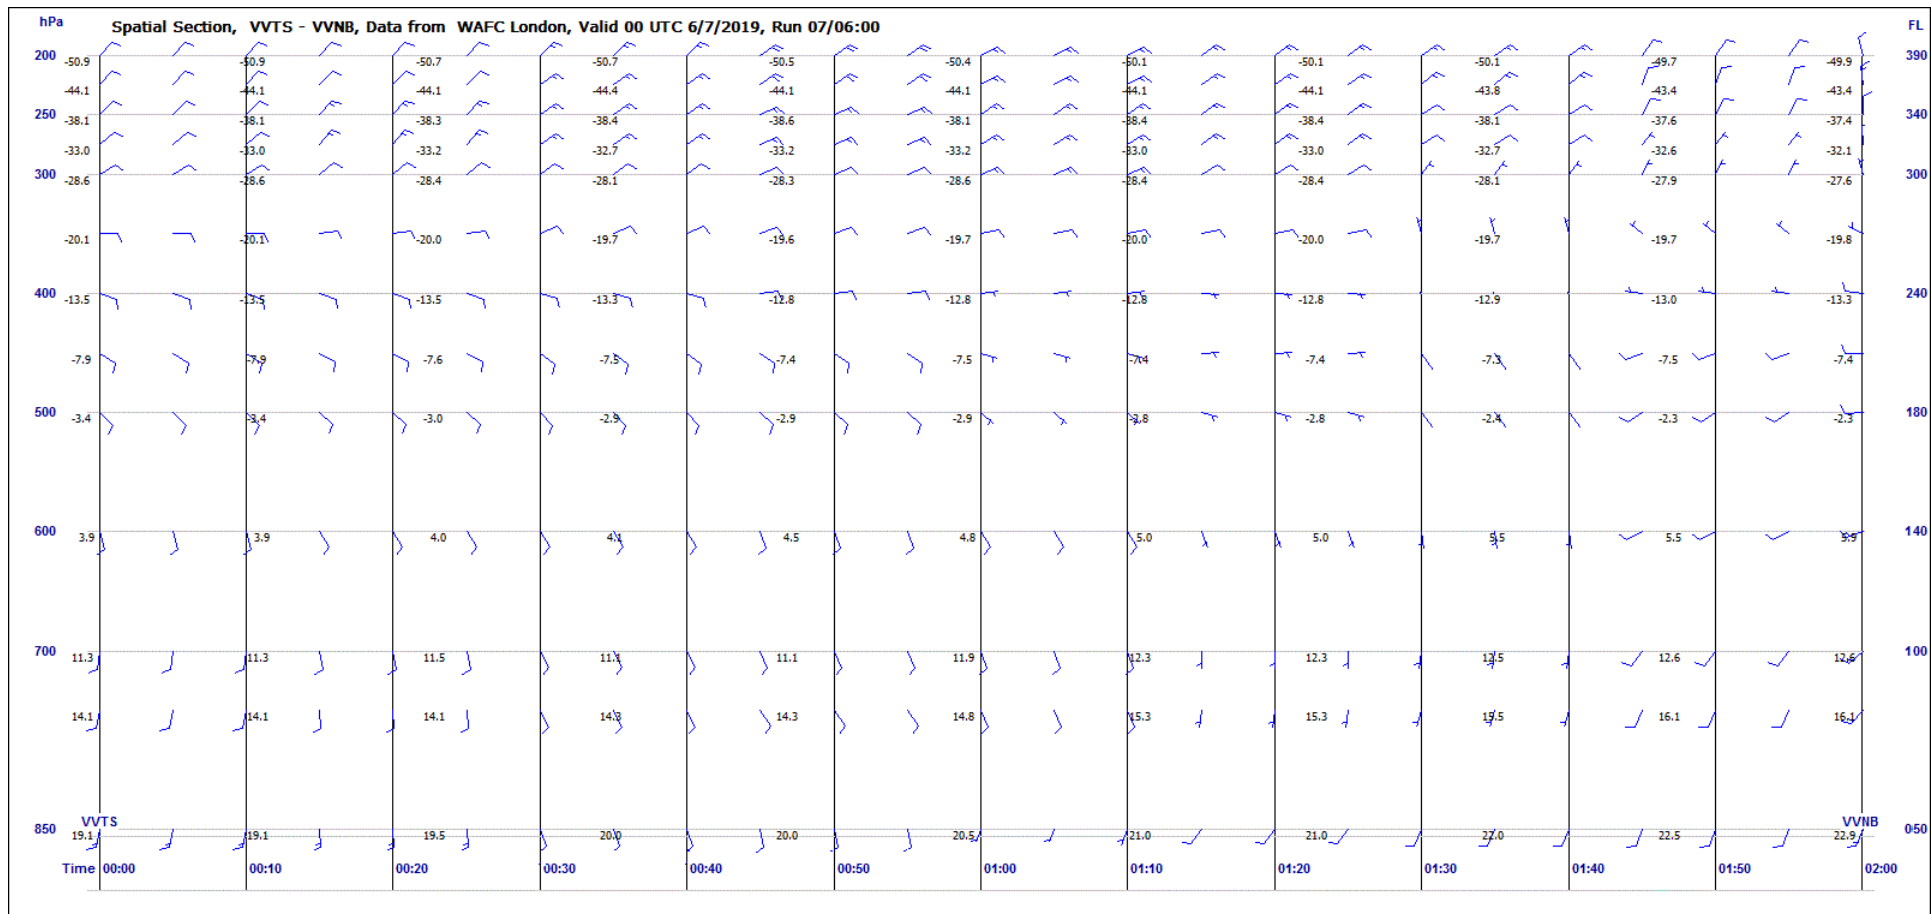 hPa Spatial Section, VVTS - VVNB, Data from WAFC London, Valid 00 UTC 6/7/2019, Run 07/06:00 FL
200 390
-50.9 -50.9 -50.7 -50.7 -50.5 -50.4 -50.1 -50.1 -50.1 -49.7 -49.9
-44.1 -44.1 -44.1 -44.4 -44.1 -44.1 -44.1 -44.1 -43.8 -43.4 -43.4
250 340
-38.1 -38.1 -38.3 -38.4 -38.6 -38.1 -38.4 -38.4 -38.1 -37.6 -37.4
-33.0 -33.0 -33.2 -32.7 -33.2 -33.2 -33.0 -33.0 -32.7 -32.6 -32.1
300 300
-28.6 -28.6 -28.4 -28.1 -28.3 -28.6 -28.4 -28.4 -28.1 -27.9 -27.6
-20.1 -20.1 -20.0 -19.7 -19.6 -19.7 -20.0 -20.0 -19.7 -19.7 -19.8
400 240
-13.5 -13.5 -13.5 -13.3 -12.8 -12.8 -12.8 -12.8 -12.9 -13.0 -13.3
-7.9 -7.9 -7.6 -7.5 -7.4 -7.5 -7.4 -7.4 -7.3 -7.5 -7.4
500 180
-3.4 -3.4 -3.0 -2.9 -2.9 -2.9 -2.8 -2.8 -2.4 -2.3 -2.3
600 140
3.9 3.9 4.0 4.1 4.5 4.8 5.0 5.0 5.5 5.5 5.9
700 100
11.3 11.3 11.5 11.1 11.1 11.9 12.3 12.3 12.5 12.6 12.6
14.1 14.1 14.1 14.3 14.3 14.8 15.3 15.3 15.5 16.1 16.1
VVTS VVNB
850 050
19.1 19.1 19.5 20.0 20.0 20.5 21.0 21.0 22.0 22.5 22.9
Time 00:00 00:10 00:20 00:30 00:40 00:50 01:00 01:10 01:20 01:30 01:40 01:50 02:00